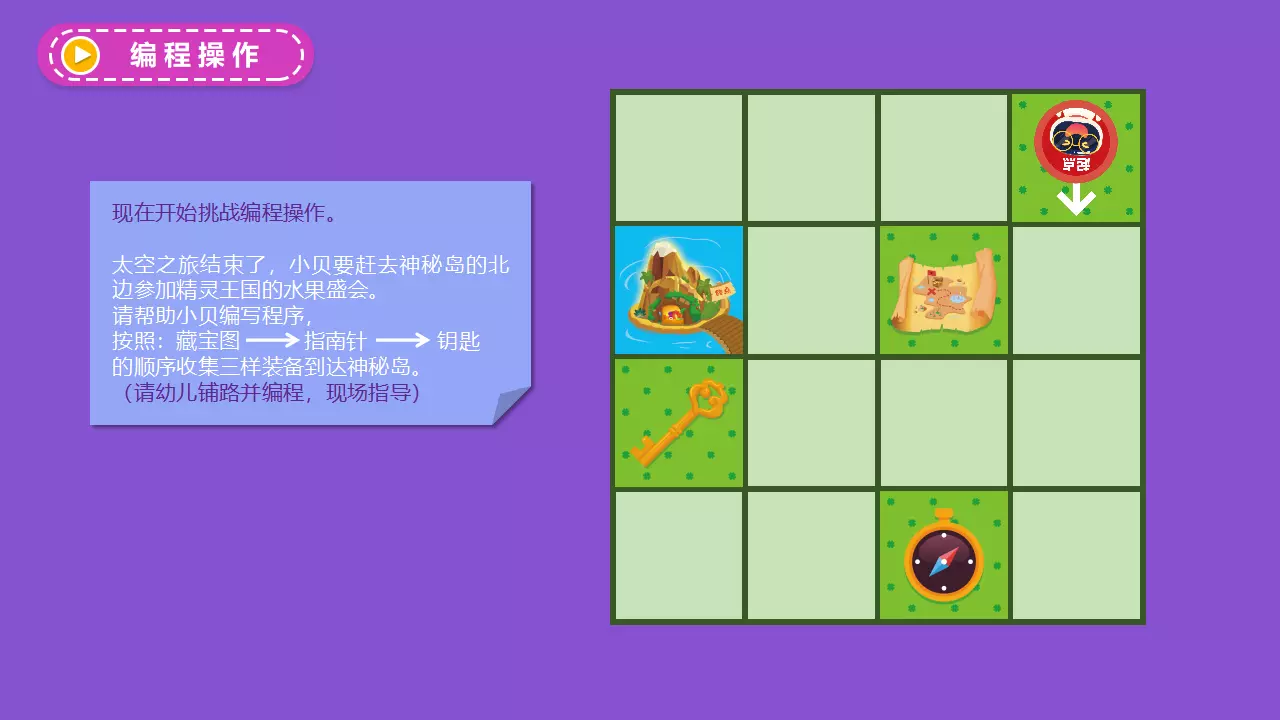 编程操作
现在开始挑战编程操作。
太空之旅结束了，小贝要赶去神秘岛的北
边参加精灵王国的水果盛会。
请帮助小贝编写程序，
按照：藏宝图 → 指南针 → 钥匙
的顺序收集三样装备到达神秘岛。
（请幼儿铺路并编程，现场指导）
起点
终点